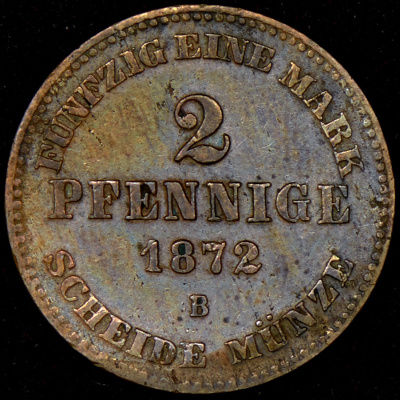 FUNFZIG EINE MARK
2
PFENNIGE
1872
B
SCHEIDE MÜNZE